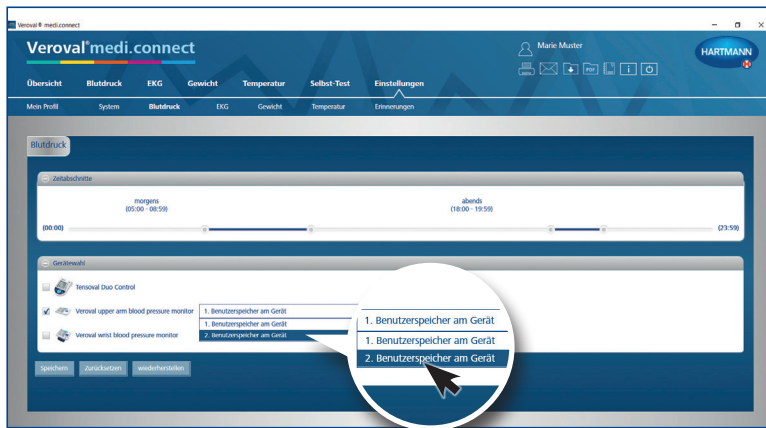 Veroval® medi.connect
Veroval® medi.connect
Marie Muster
HARTMANN
PDF
Übersicht Blutdruck EKG Gewicht Temperatur Selbst-Test Einstellungen
Mein Profil System Blutdruck EKG Gewicht Temperatur Erinnerungen
Blutdruck
Zeitabschnitte
morgens
(05:00 - 08:59)
abends
(18:00 - 19:59)
(00:00) (23:59)
Gerätewahl
Tensoval Duo Control
Veroval upper arm blood pressure monitor 1. Benutzerspeicher am Gerät
1. Benutzerspeicher am Gerät
Veroval wrist blood pressure monitor 2. Benutzerspeicher am Gerät
1. Benutzerspeicher am Gerät
1. Benutzerspeicher am Gerät
2. Benutzerspeicher am Gerät
Speichern Zurücksetzen wiederherstellen